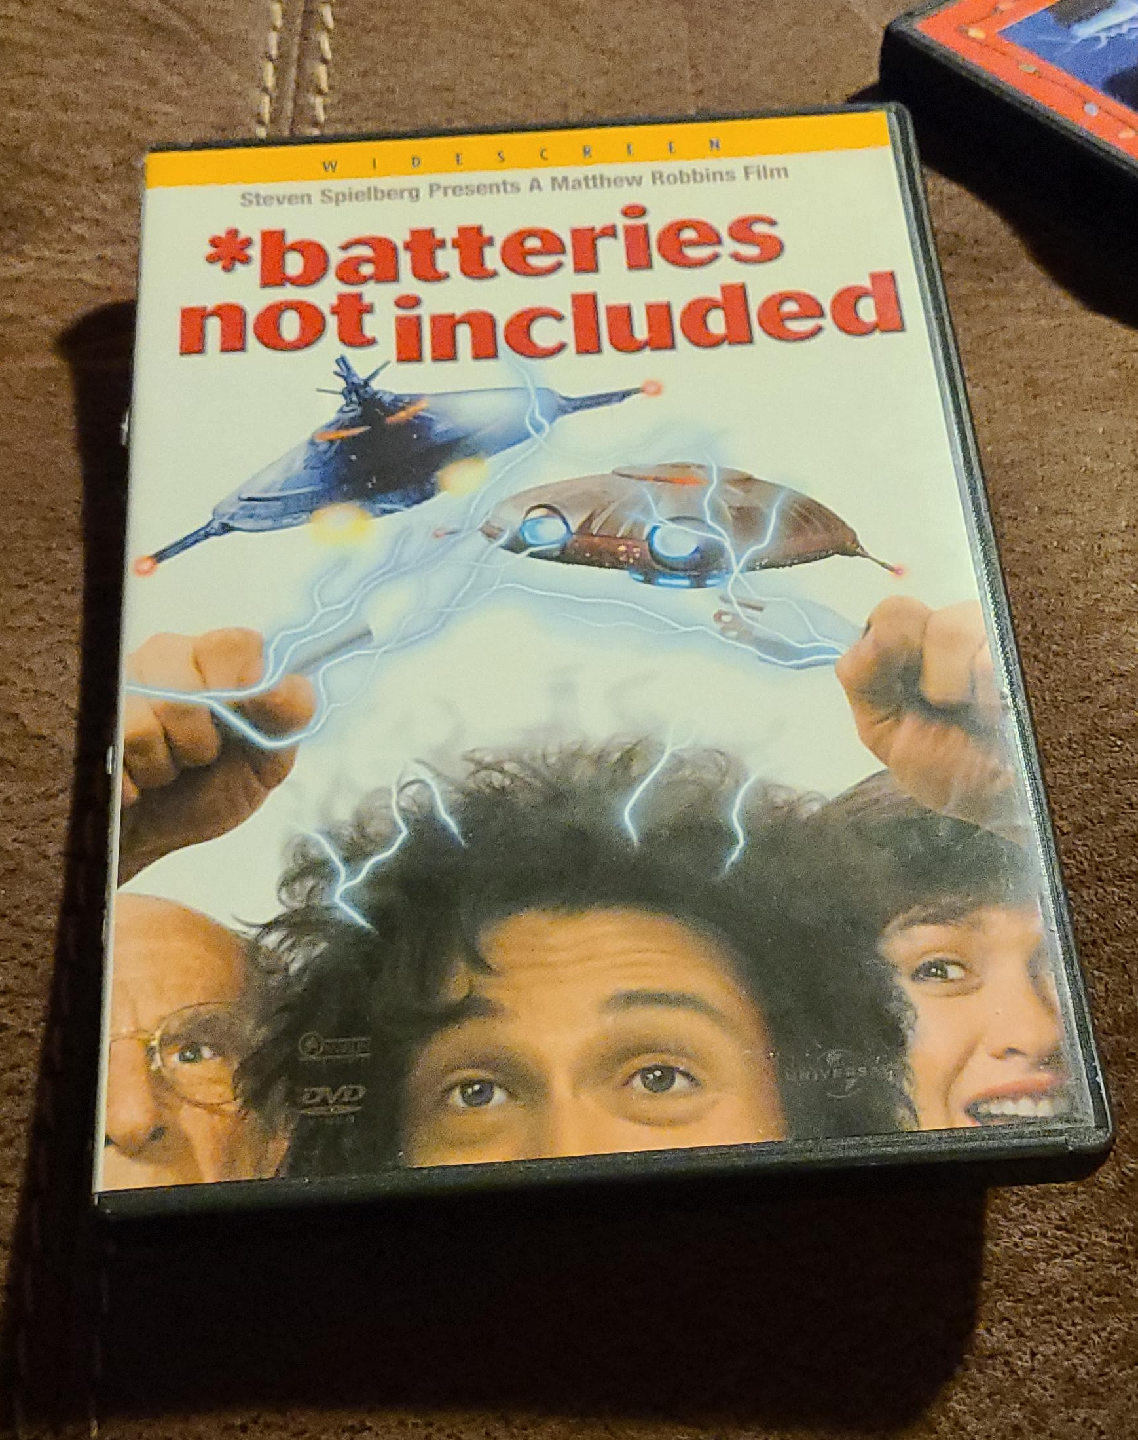 WIDESCREEN
Steven Spielberg Presents A Matthew Robbins Film
*batteries
not included
DVD
UNIVERSAL